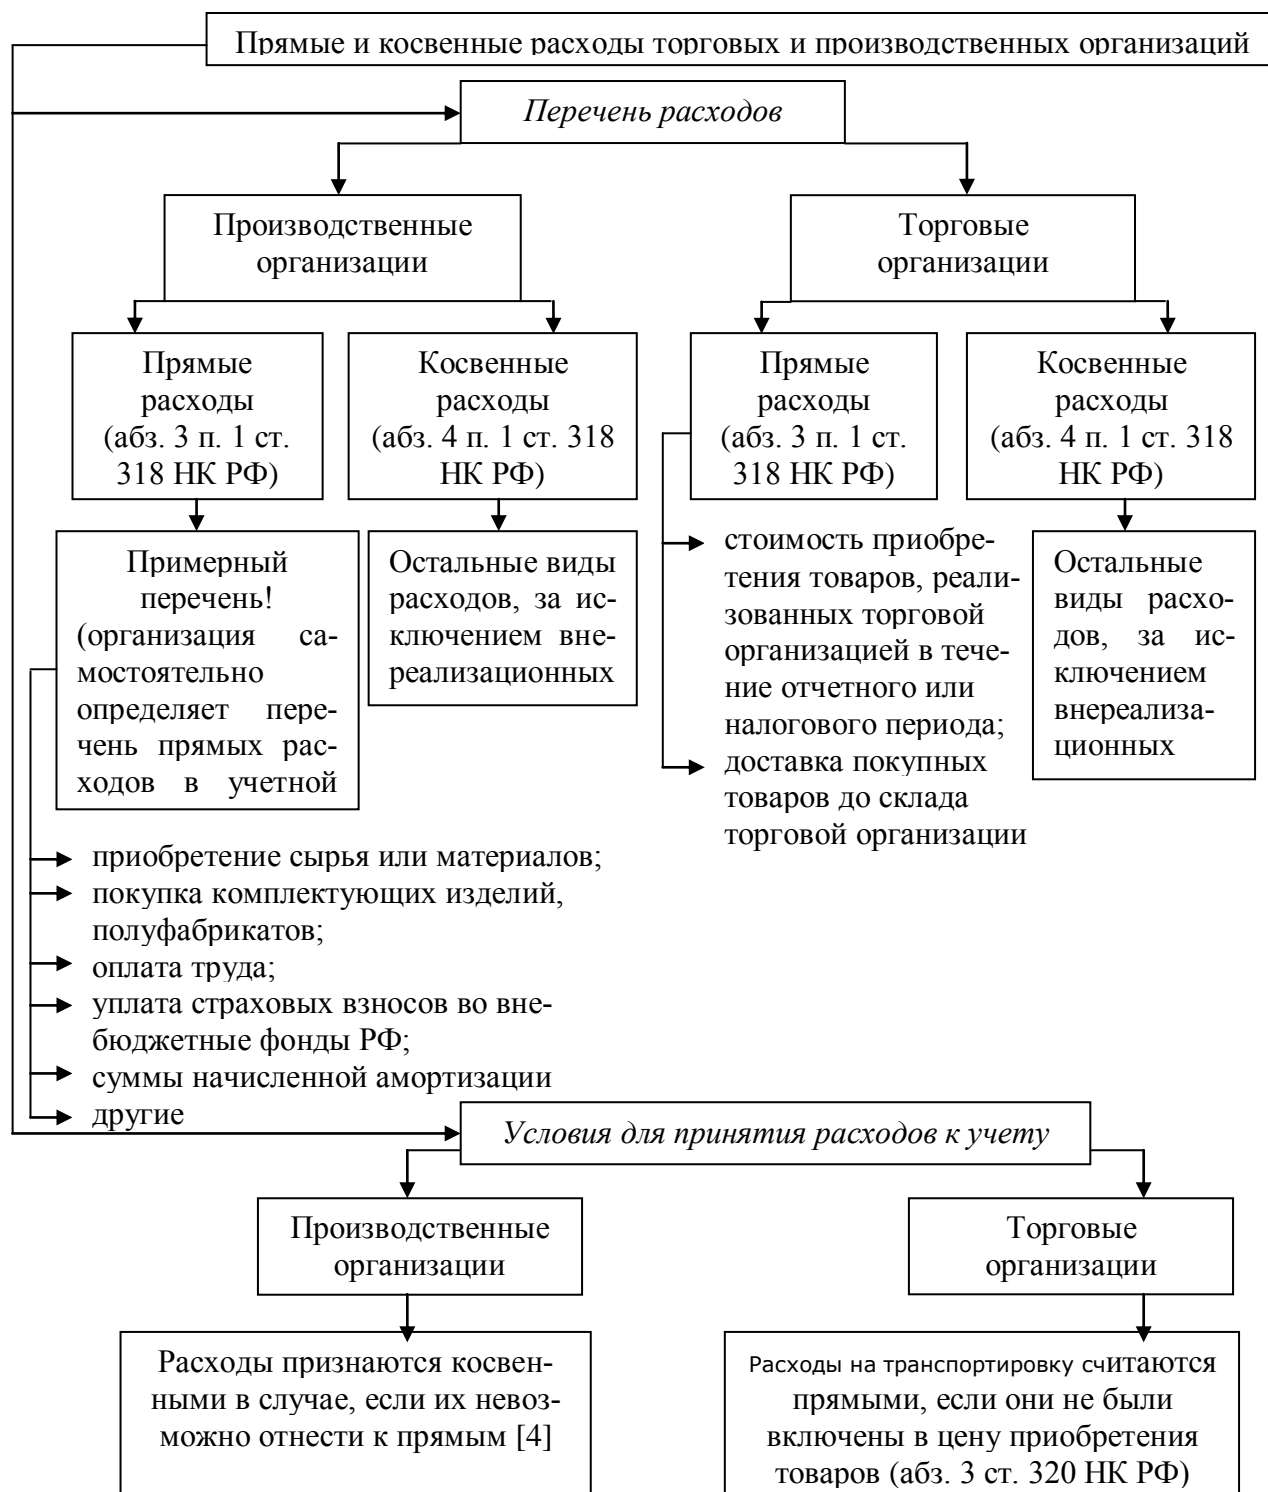 Прямые и косвенные расходы торговых и производственных организаций
Перечень расходов
Производственные
организации
Торговые
организации
Прямые
расходы
(абз. 3 п. 1 ст.
318 НК РФ)
Косвенные
расходы
(абз. 4 п. 1 ст. 318
НК РФ)
Прямые
расходы
(абз. 3 п. 1 ст.
318 НК РФ)
Косвенные
расходы
(абз. 4 п. 1 ст. 318
НК РФ)
Примерный
перечень!
(организация са-
мостоятельно
определяет пере-
чень прямых рас-
ходов в учетной
Остальные виды
расходов, за ис-
ключением вне-
реализационных
стоимость приобре-
тения товаров, реали-
зованных торговой
организацией в тече-
ние отчетного или
налогового периода;
доставка покупных
товаров до склада
торговой организации
Остальные
виды расхо-
дов, за ис-
ключением
внереализа-
ционных
приобретение сырья или материалов;
покупка комплектующих изделий,
полуфабрикатов;
оплата труда;
уплата страховых взносов во вне-
бюджетные фонды РФ;
суммы начисленной амортизации
другие
Условия для принятия расходов к учету
Производственные
организации
Торговые
организации
Расходы признаются косвен-
ными в случае, если их невоз-
можно отнести к прямым [4]
Расходы на транспортировку считаются
прямыми, если они не были
включены в цену приобретения
товаров (абз. 3 ст. 320 НК РФ)